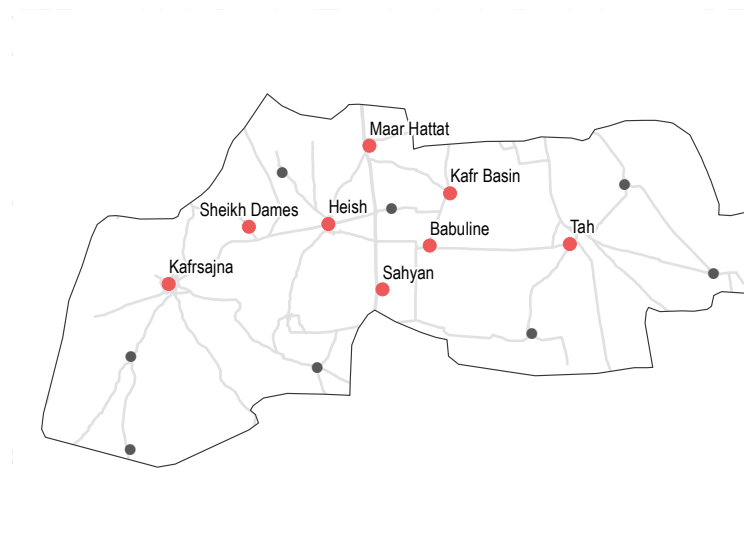 Maar Hattat
Kafr Basin
Sheikh Dames
Heish
Babuline
Tah
Kafrsajna
Sahyan